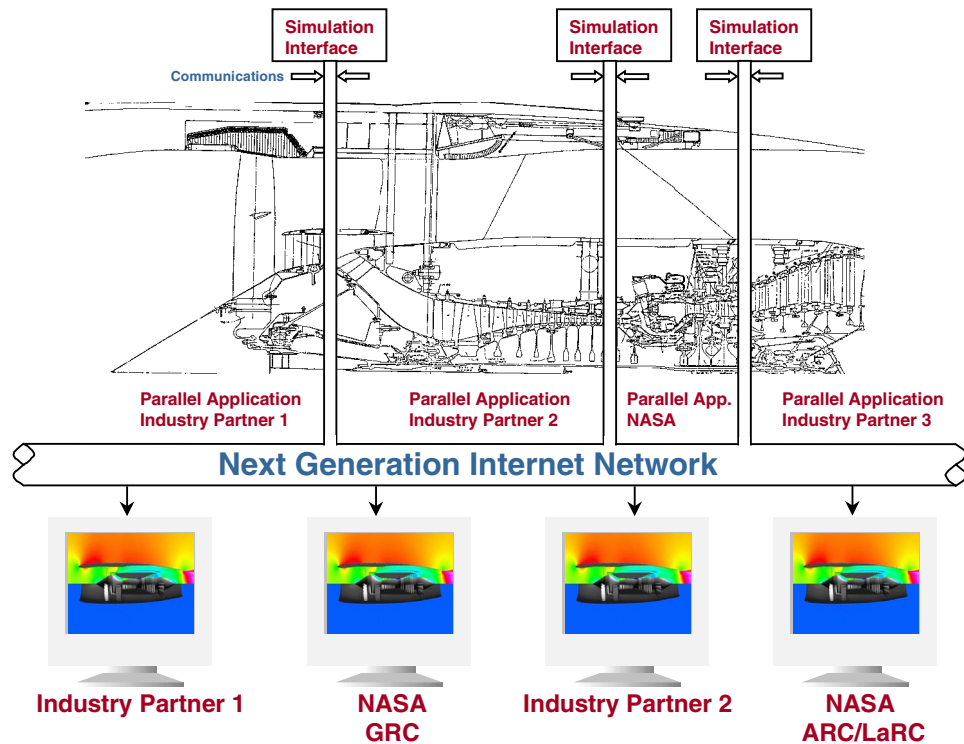 Simulation
Interface
Simulation
Interface
Simulation
Interface
Communications
Parallel Application
Industry Partner 1
Parallel Application
Industry Partner 2
Parallel App.
NASA
Parallel Application
Industry Partner 3
Next Generation Internet Network
Industry Partner 1
NASA
GRC
Industry Partner 2
NASA
ARC/LaRC